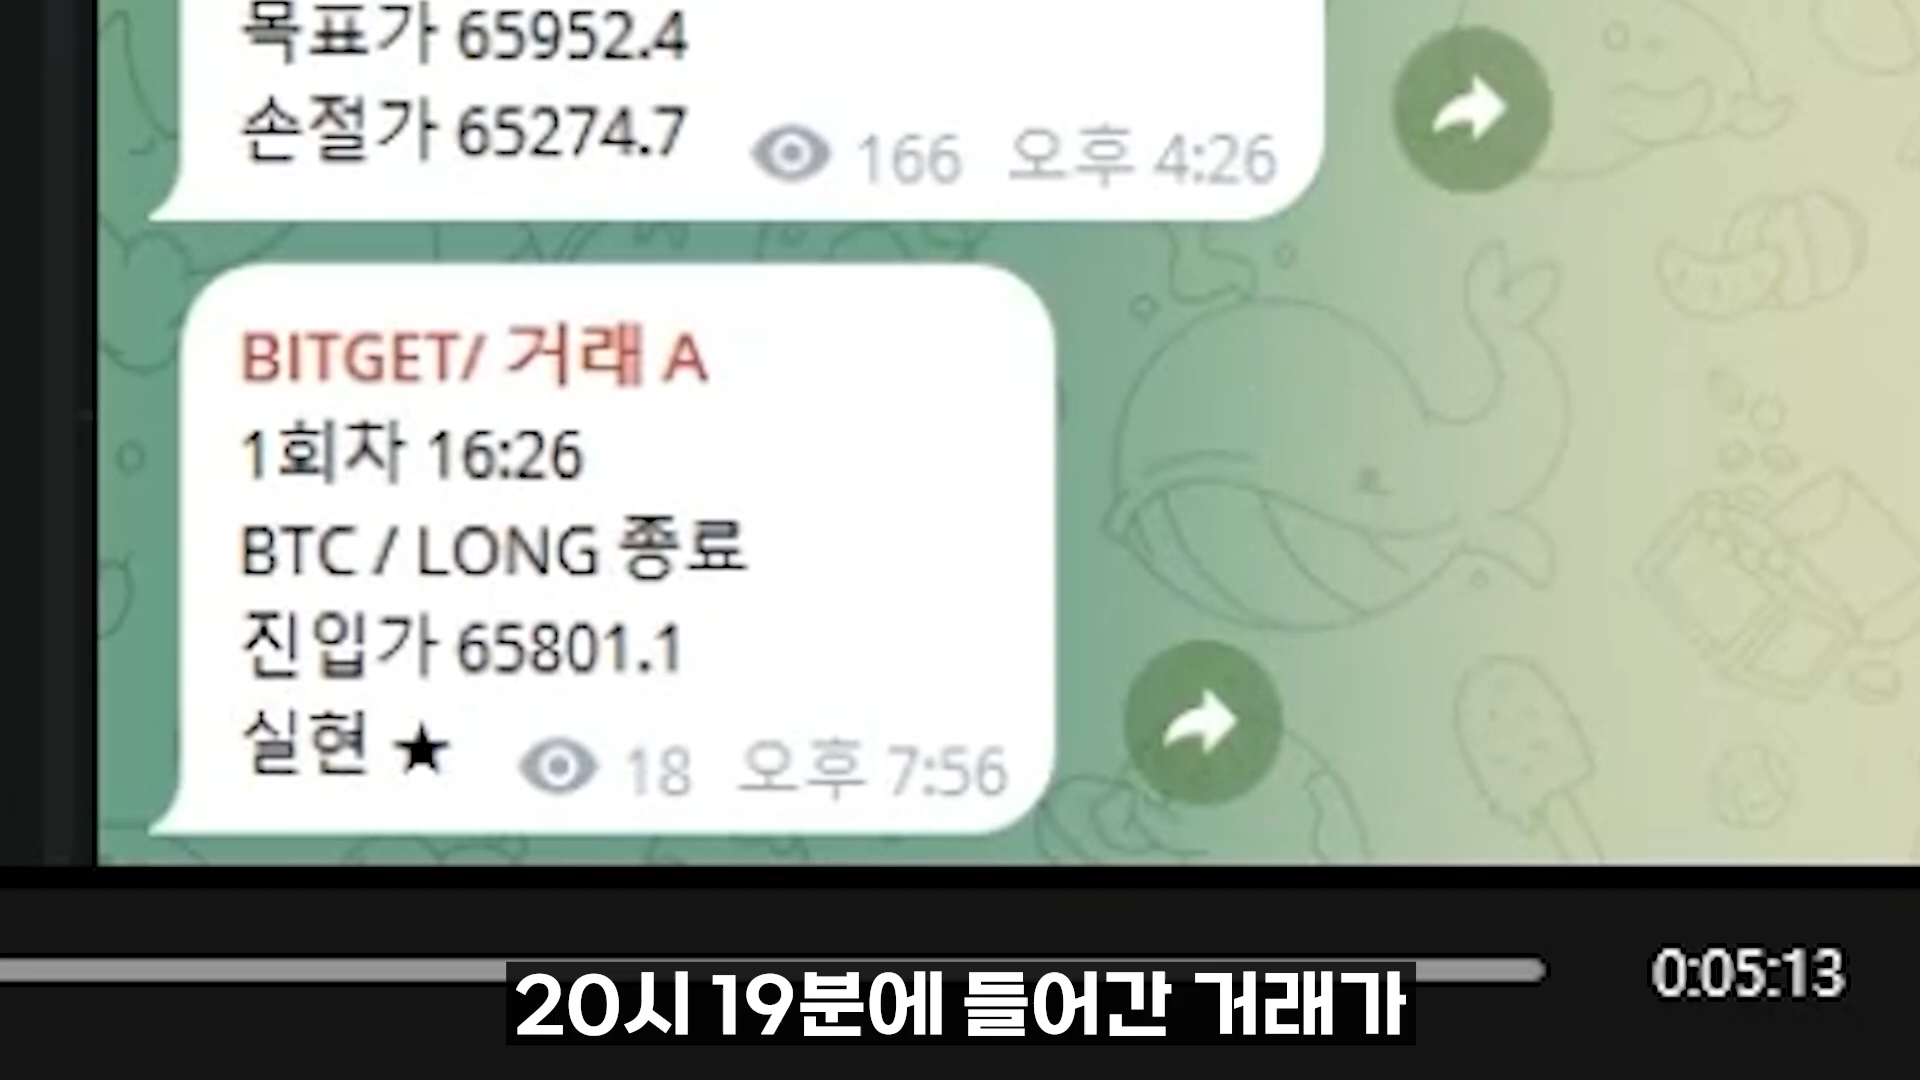 목표가 65952.4
손절가 65274.7
166 오후 4:26
BITGET/ 거래 A
1회차 16:26
BTC / LONG 종료
진입가 65801.1
실현 ★
18 오후 7:56
0:05:13
20시 19분에 들어간 거래가